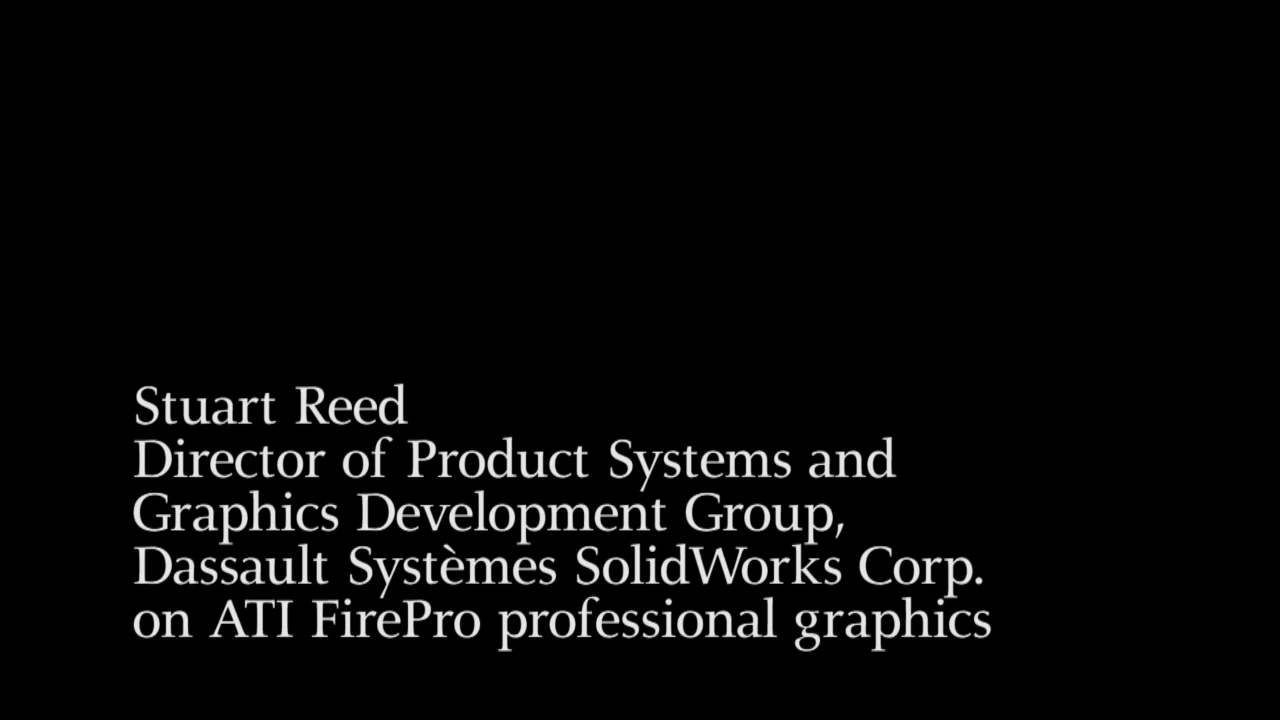 Stuart Reed
Director of Product Systems and
Graphics Development Group,
Dassault Systèmes SolidWorks Corp.
on ATI FirePro professional graphics